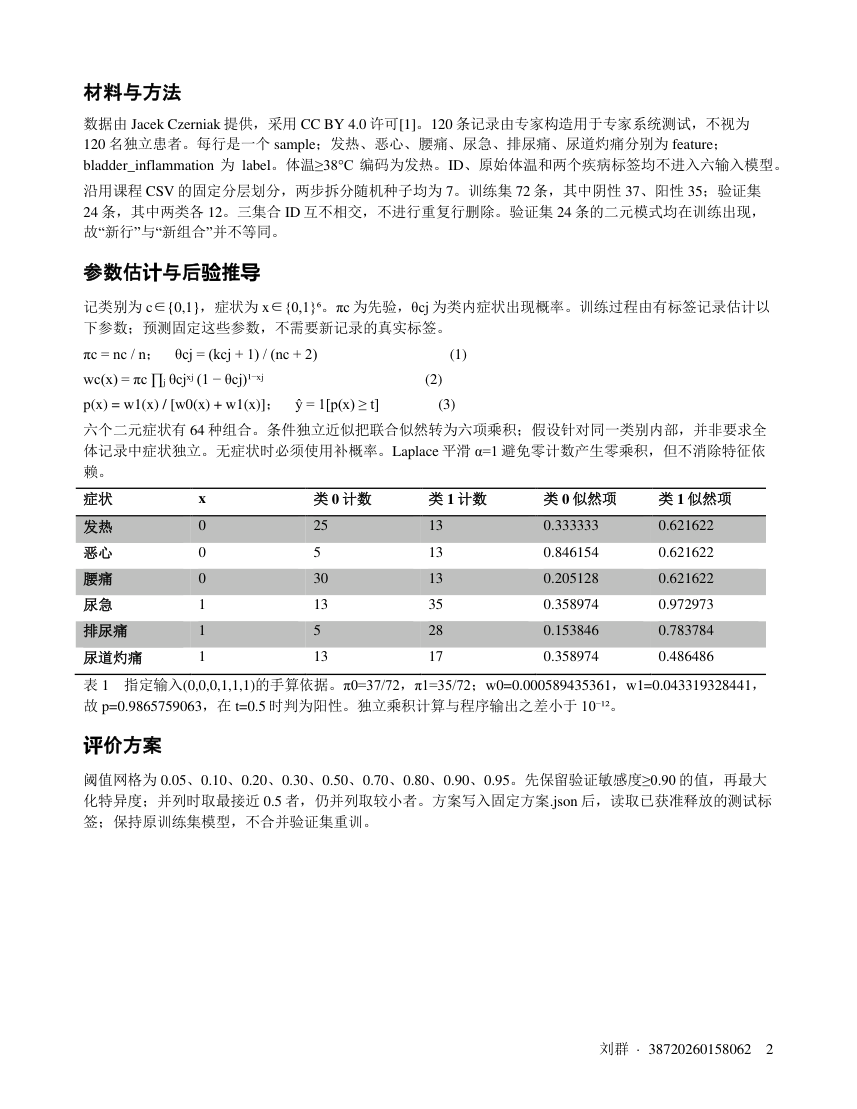 材料与方法
数据由 Jacek Czerniak 提供，采用 CC BY 4.0 许可[1]。120 条记录由专家构造用于专家系统测试，不视为
120 名独立患者。每行是一个 sample；发热、恶心、腰痛、尿急、排尿痛、尿道灼痛分别为 feature；
bladder_inflammation 为 label。体温≥38°C 编码为发热。ID、原始体温和两个疾病标签均不进入六输入模型。
沿用课程 CSV 的固定分层划分，两步拆分随机种子均为 7。训练集 72 条，其中阴性 37、阳性 35；验证集
24 条，其中两类各 12。三集合 ID 互不相交，不进行重复行删除。验证集 24 条的二元模式均在训练出现，
故“新行”与“新组合”并不等同。
参数估计与后验推导
记类别为 c∈{0,1}，症状为 x∈{0,1}⁶。πc 为先验，θcj 为类内症状出现概率。训练过程由有标签记录估计以
下参数；预测固定这些参数，不需要新记录的真实标签。
πc = nc / n； θcj = (kcj + 1) / (nc + 2) (1)
wc(x) = πc ∏ⱼ θcjˣʲ (1 − θcj)¹⁻ˣʲ (2)
p(x) = w1(x) / [w0(x) + w1(x)]； ŷ = 1[p(x) ≥ t] (3)
六个二元症状有 64 种组合。条件独立近似把联合似然转为六项乘积；假设针对同一类别内部，并非要求全
体记录中症状独立。无症状时必须使用补概率。Laplace 平滑 α=1 避免零计数产生零乘积，但不消除特征依
赖。
症状 x 类 0 计数 类 1 计数 类 0 似然项 类 1 似然项
发热 0 25 13 0.333333 0.621622
恶心 0 5 13 0.846154 0.621622
腰痛 0 30 13 0.205128 0.621622
尿急 1 13 35 0.358974 0.972973
排尿痛 1 5 28 0.153846 0.783784
尿道灼痛 1 13 17 0.358974 0.486486
表 1 指定输入(0,0,0,1,1,1)的手算依据。π0=37/72，π1=35/72；w0=0.000589435361，w1=0.043319328441，
故 p=0.9865759063，在 t=0.5 时判为阳性。独立乘积计算与程序输出之差小于 10⁻¹²。
评价方案
阈值网格为 0.05、0.10、0.20、0.30、0.50、0.70、0.80、0.90、0.95。先保留验证敏感度≥0.90 的值，再最大
化特异度；并列时取最接近 0.5 者，仍并列取较小者。方案写入固定方案.json 后，读取已获准释放的测试标
签；保持原训练集模型，不合并验证集重训。
刘群 · 38720260158062 2